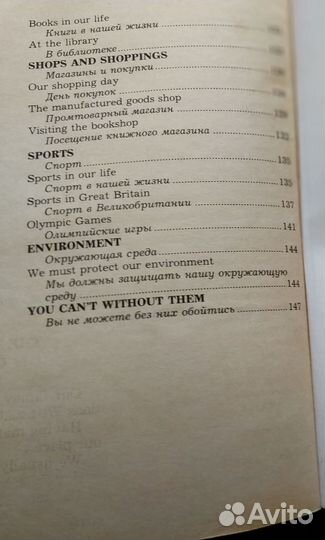 Books in our life
Книги в нашей жизни
At the library
В библиотеке
SHOPS AND SHOPPINGS
Магазины и покупки
Our shopping day
День покупок
The manufactured goods shop
Промтоварный магазин
Visiting the bookshop
Посещение книжного магазина 132
SPORTS
Спорт 135
Sports in our life
Спорт в нашей жизни 135
Sports in Great Britain
Спорт в Великобритании 137
Olympic Games
Олимпийские игры 141
ENVIRONMENT
Окружающая среда 144
We must protect our environment
Мы должны защищать нашу окружающую
среду 144
YOU CAN'T WITHOUT THEM
Вы не можете без них обойтись 147
Avito